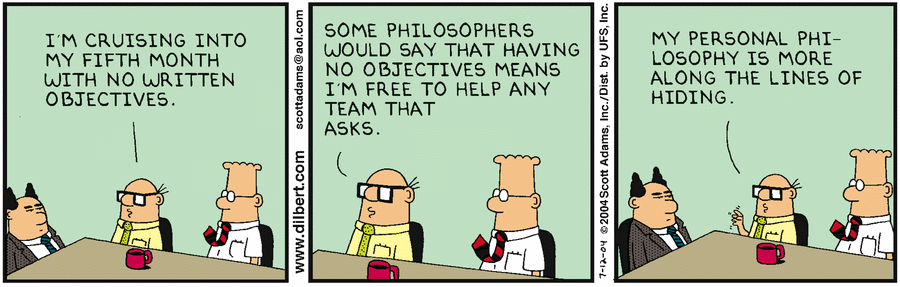 I'M CRUISING INTO
MY FIFTH MONTH
WITH NO WRITTEN
OBJECTIVES.
www.dilbert.com
scottadams@aol.com
SOME PHILOSOPHERS
WOULD SAY THAT HAVING
NO OBJECTIVES MEANS
I'M FREE TO HELP ANY
TEAM THAT
ASKS.
7-12-04 © 2004 Scott Adams, Inc./Dist. by UFS, Inc.
MY PERSONAL PHI-
LOSOPHY IS MORE
ALONG THE LINES OF
HIDING.